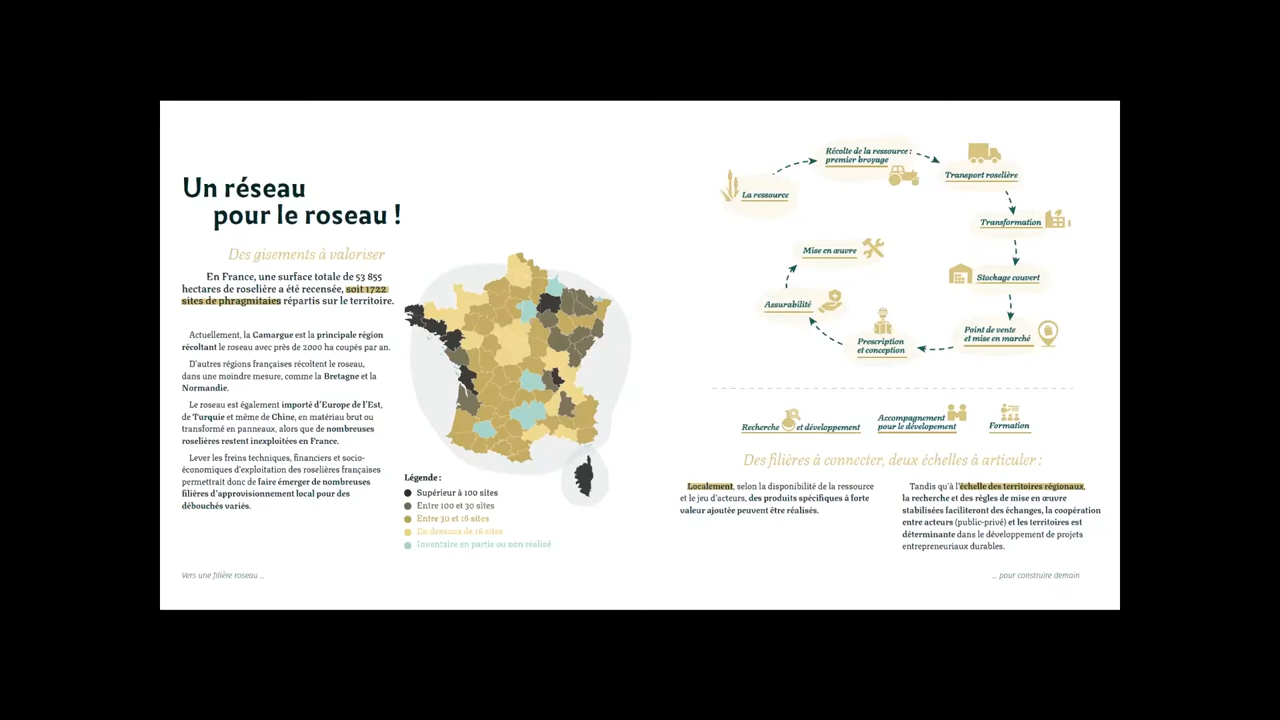 Un réseau
pour le roseau !
Des gisements à valoriser
En France, une surface totale de 53 855
hectares de roselière a été recensée, soit 1722
sites de phragmitaies répartis sur le territoire.
Actuellement, la Camargue est la principale région
récoltant le roseau avec près de 2000 ha coupés par an.
D'autres régions françaises récoltent le roseau,
dans une moindre mesure, comme la Bretagne et la
Normandie.
Le roseau est également importé d'Europe de l'Est,
de Turquie et même de Chine, en matériau brut ou
transformé en panneaux, alors que de nombreuses
roselières restent inexploitées en France.
Lever les freins techniques, financiers et socio-
économiques d'exploitation des roselières françaises
permettrait donc de faire émerger de nombreuses
filières d'approvisionnement local pour des
débouchés variés.
Légende :
Supérieur à 100 sites
Entre 100 et 30 sites
Entre 30 et 16 sites
En dessous de 16 sites
Inventaire en partie ou non réalisé
Vers une filière roseau ...
La ressource
Récolte de la ressource :
premier broyage
Transport roselière
Transformation
Stockage couvert
Point de vente
et mise en marché
Prescription
et conception
Assurabilité
Mise en œuvre
Recherche et développement
Accompagnement
pour le dévelopement
Formation
Des filières à connecter, deux échelles à articuler :
Localement, selon la disponibilité de la ressource
et le jeu d'acteurs, des produits spécifiques à forte
valeur ajoutée peuvent être réalisés.
Tandis qu'à l'échelle des territoires régionaux,
la recherche et des règles de mise en œuvre
stabilisées faciliteront des échanges, la coopération
entre acteurs (public-privé) et les territoires est
déterminante dans le développement de projets
entrepreneuriaux durables.
... pour construire demain